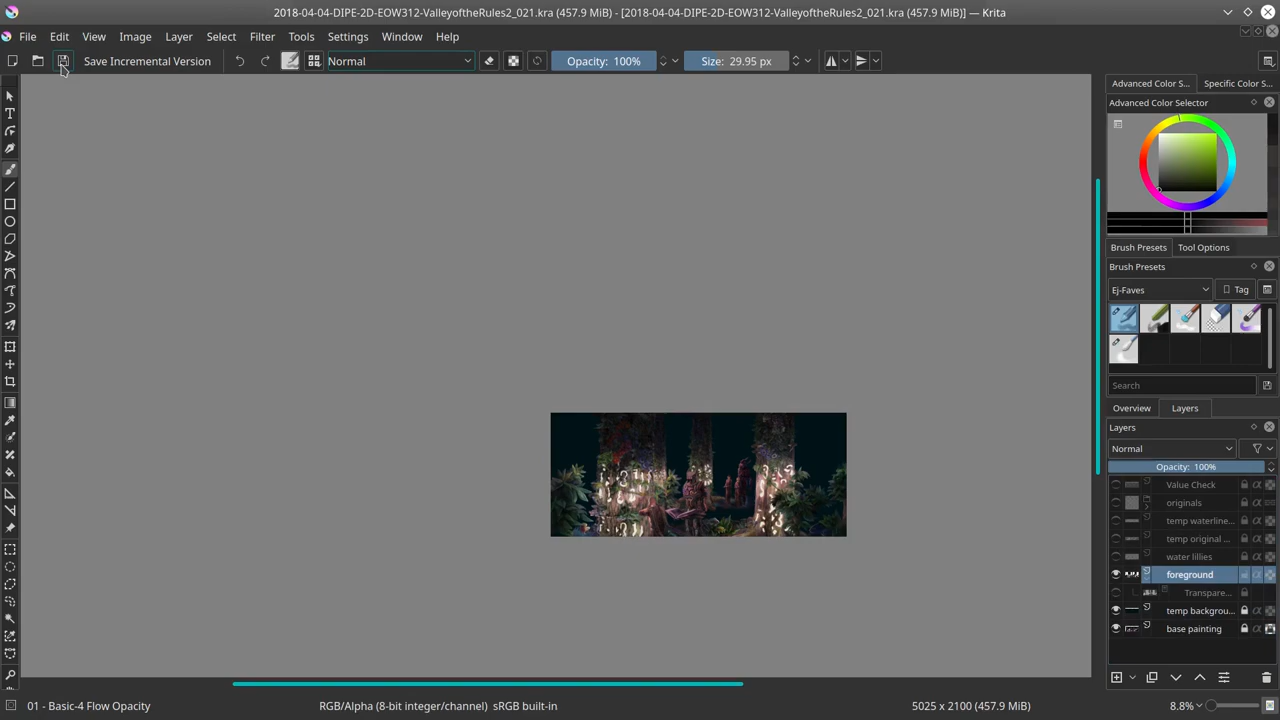 2018-04-04-DIPE-2D-EOW312-ValleyoftheRules2_021.kra (457.9 MiB) - [2018-04-04-DIPE-2D-EOW312-ValleyoftheRules2_021.kra (457.9 MiB)] — Krita
File Edit View Image Layer Select Filter Tools Settings Window Help
Save Incremental Version Normal Opacity: 100% Size: 29.95 px
Advanced Color S... Specific Color S...
Advanced Color Selector
Brush Presets Tool Options
Brush Presets
Ej-Faves Tag
Search
Overview Layers
Layers
Normal
Opacity: 100%
Value Check
originals
temp waterline...
temp original ...
water lillies
foreground
Transpare...
temp backgrou...
base painting
01 - Basic-4 Flow Opacity RGB/Alpha (8-bit integer/channel) sRGB built-in 5025 x 2100 (457.9 MiB) 8.8%